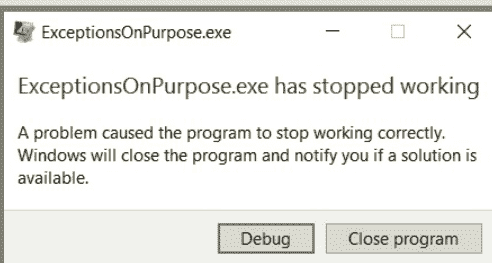 ExceptionsOnPurpose.exe
ExceptionsOnPurpose.exe has stopped working
A problem caused the program to stop working correctly.
Windows will close the program and notify you if a solution is
available.
Debug
Close program